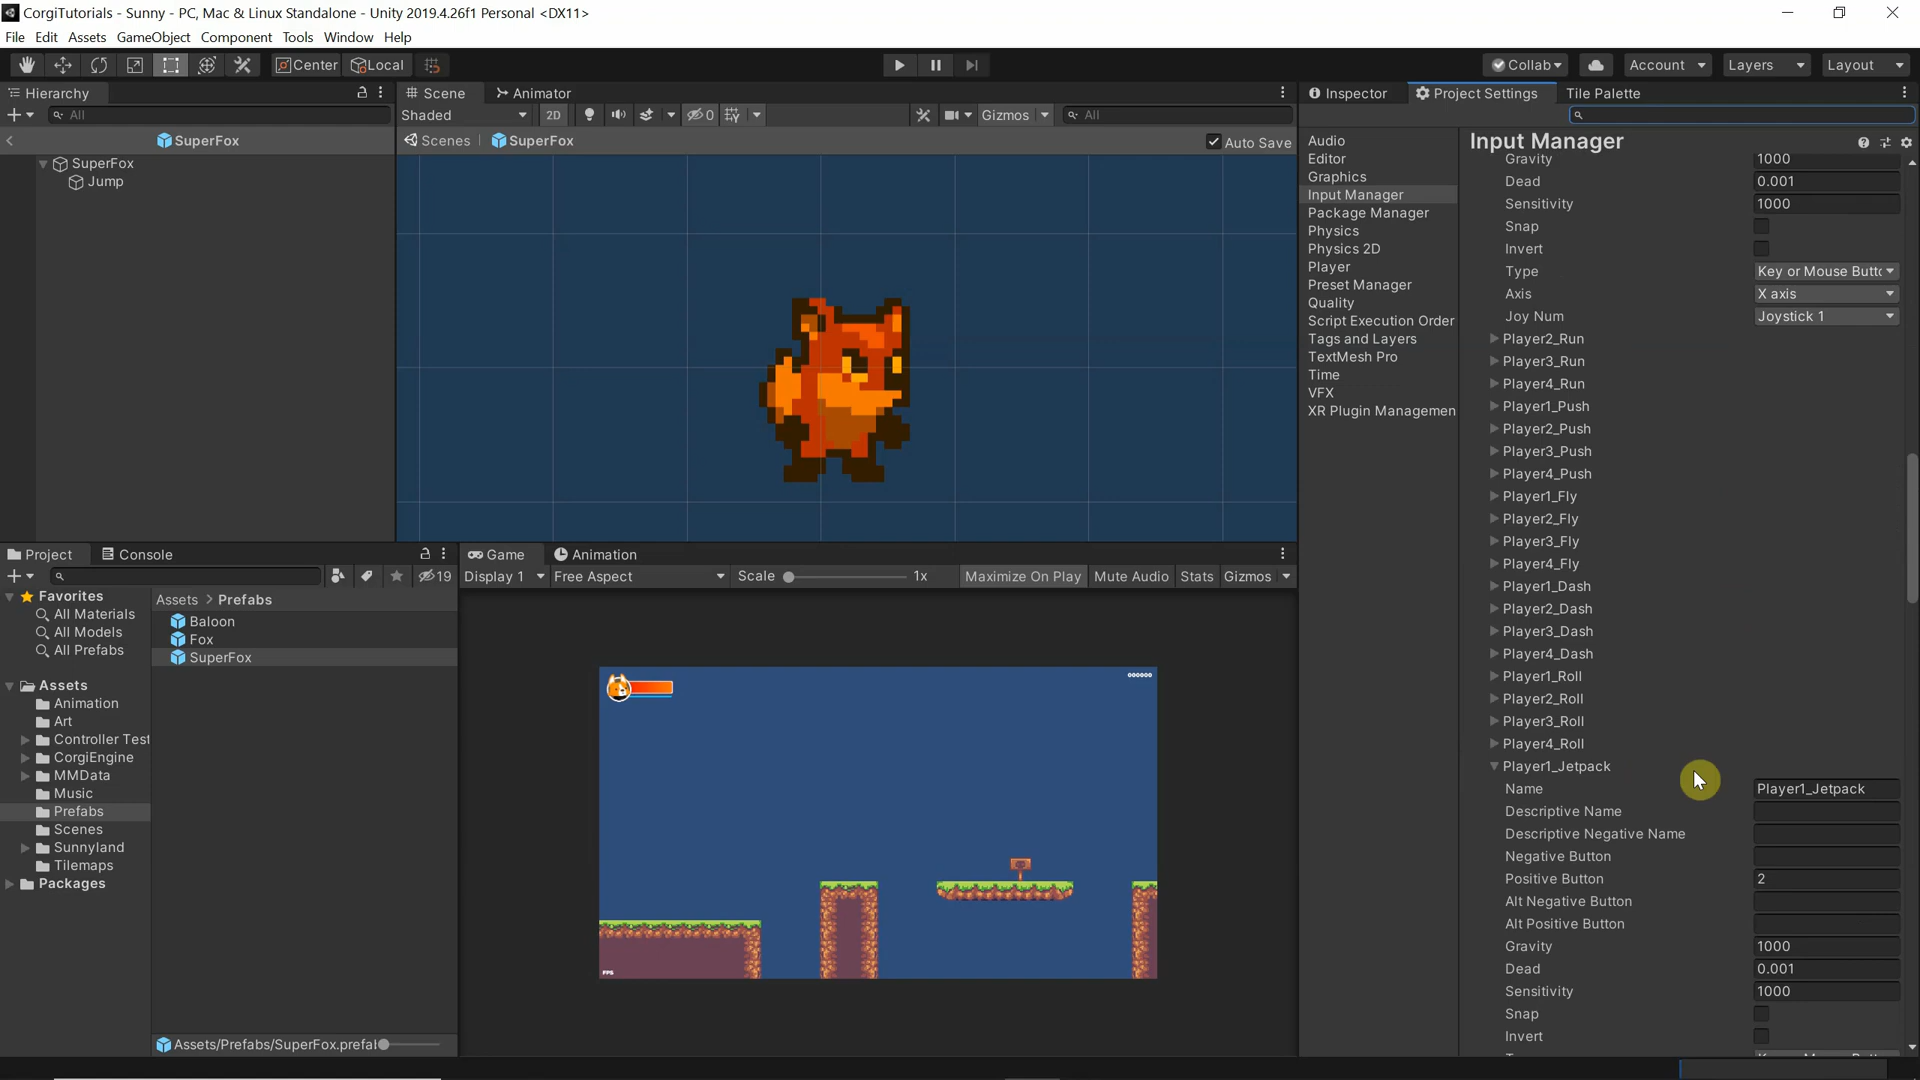 CorgiTutorials - Sunny - PC, Mac & Linux Standalone - Unity 2019.4.26f1 Personal <DX11>
File Edit Assets GameObject Component Tools Window Help
Center Local Collab Account Layers Layout
Hierarchy
All
SuperFox
SuperFox
Jump
Scene Animator
Shaded 2D 0 Gizmos All
Scenes SuperFox Auto Save
Project Console
19
Favorites
All Materials
All Models
All Prefabs
Assets
Animation
Art
Controller Test
CorgiEngine
MMData
Music
Prefabs
Scenes
Sunnyland
Tilemaps
Packages
Assets > Prefabs
Baloon
Fox
SuperFox
Assets/Prefabs/SuperFox.prefal
Game Animation
Display 1 Free Aspect Scale 1x Maximize On Play Mute Audio Stats Gizmos
000000
FPS
Inspector Project Settings Tile Palette
Audio
Editor
Graphics
Input Manager
Package Manager
Physics
Physics 2D
Player
Preset Manager
Quality
Script Execution Order
Tags and Layers
TextMesh Pro
Time
VFX
XR Plugin Managemen
Input Manager
Gravity 1000
Dead 0.001
Sensitivity 1000
Snap
Invert
Type Key or Mouse Butto
Axis X axis
Joy Num Joystick 1
Player2_Run
Player3_Run
Player4_Run
Player1_Push
Player2_Push
Player3_Push
Player4_Push
Player1_Fly
Player2_Fly
Player3_Fly
Player4_Fly
Player1_Dash
Player2_Dash
Player3_Dash
Player4_Dash
Player1_Roll
Player2_Roll
Player3_Roll
Player4_Roll
Player1_Jetpack
Name Player1_Jetpack
Descriptive Name
Descriptive Negative Name
Negative Button
Positive Button 2
Alt Negative Button
Alt Positive Button
Gravity 1000
Dead 0.001
Sensitivity 1000
Snap
Invert